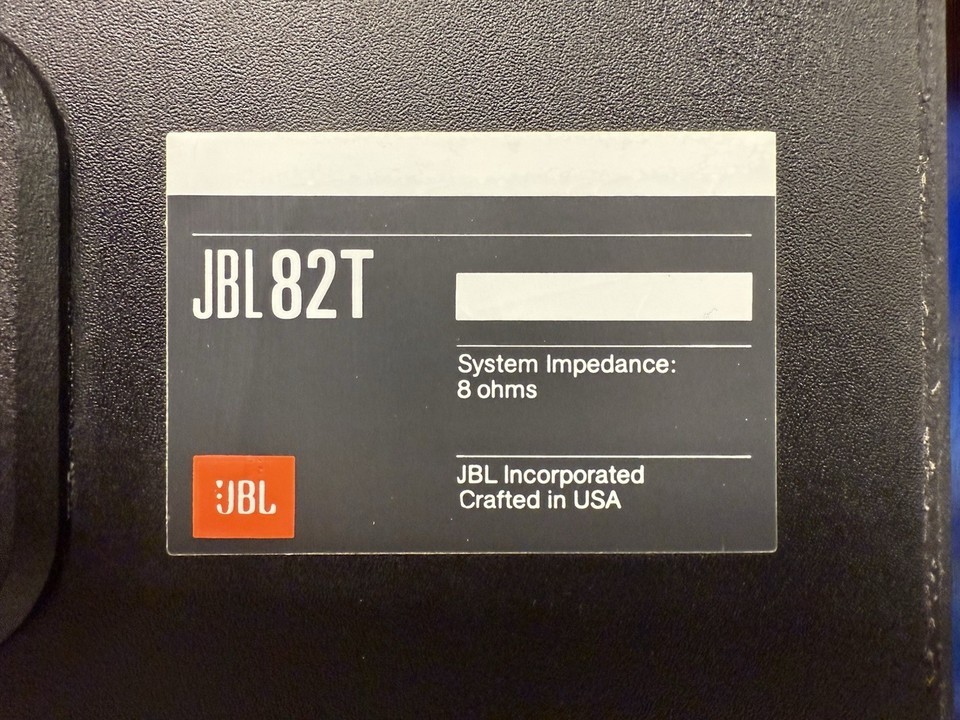 JBL 82T
System Impedance:
8 ohms
JBL Incorporated
Crafted in USA
JBL